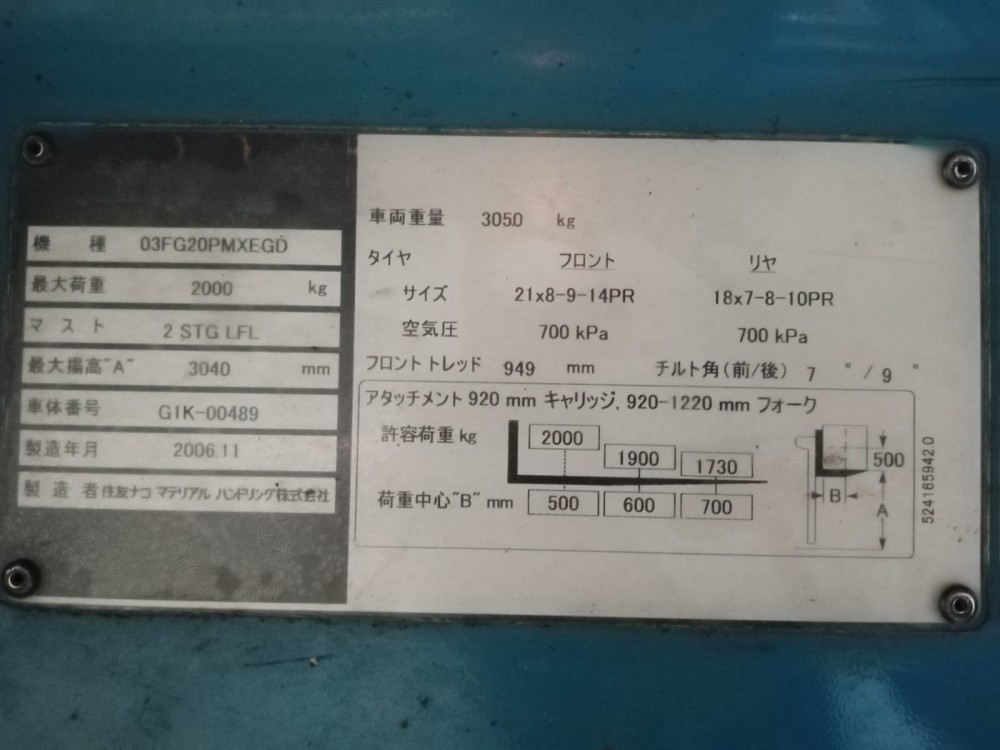 機種 03FG20PMXEGD
最大荷重 2000 kg
マスト 2 STG LFL
最大揚高"A" 3040 mm
車体番号 G1K-00489
製造年月 2006.11
製造者 住友ナコ マテリアル ハンドリング株式会社
車両重量 3050 kg
タイヤ フロント リヤ
サイズ 21x8-9-14PR 18x7-8-10PR
空気圧 700 kPa 700 kPa
フロント トレッド 949 mm チルト角(前/後) 7 ° / 9 °
アタッチメント 920 mm キャリッジ, 920-1220 mm フォーク
許容荷重 kg 2000 1900 1730
荷重中心"B" mm 500 600 700
500
B
A
5241659420